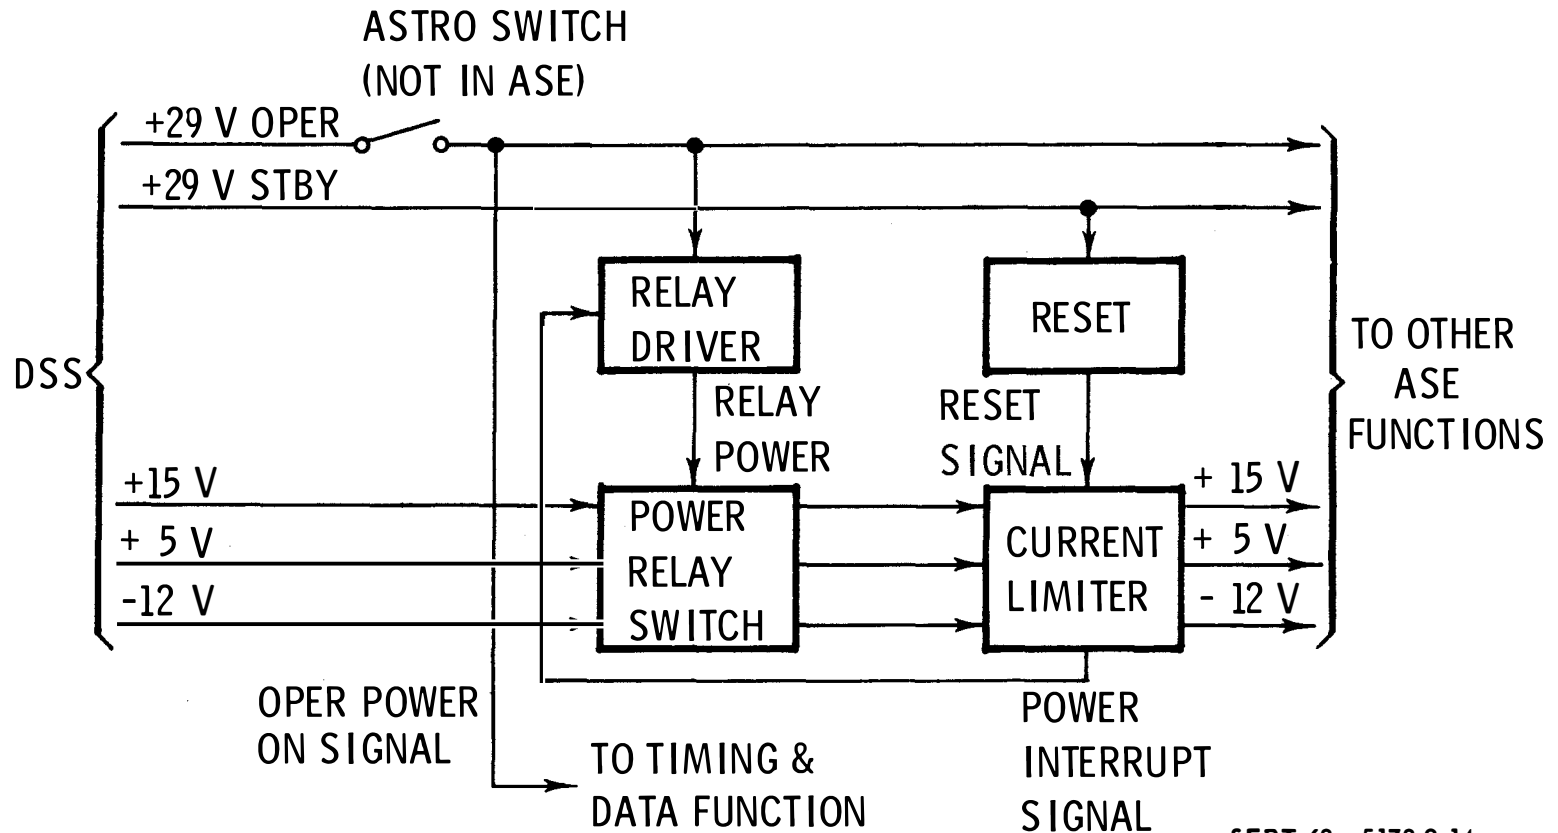 ASTRO SWITCH
(NOT IN ASE)
+29 V OPER
+29 V STBY
DSS
RELAY
DRIVER
RESET
TO OTHER
ASE
FUNCTIONS
RELAY
POWER
RESET
SIGNAL
+15 V
+ 5 V
-12 V
POWER
RELAY
SWITCH
CURRENT
LIMITER
+ 15 V
+ 5 V
- 12 V
OPER POWER
ON SIGNAL
TO TIMING &
DATA FUNCTION
POWER
INTERRUPT
SIGNAL